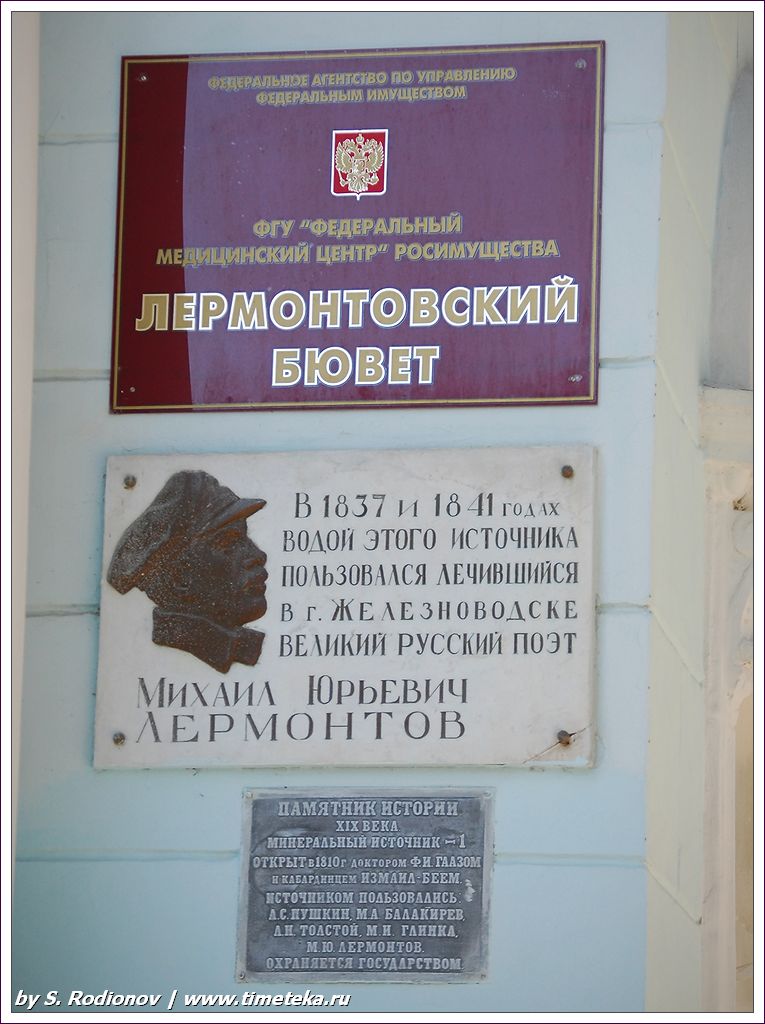 ФЕДЕРАЛЬНОЕ АГЕНТСТВО ПО УПРАВЛЕНИЮ
ФЕДЕРАЛЬНЫМ ИМУЩЕСТВОМ
ФГУ "ФЕДЕРАЛЬНЫЙ
МЕДИЦИНСКИЙ ЦЕНТР" РОСИМУЩЕСТВА
ЛЕРМОНТОВСКИЙ
БЮВЕТ
В 1837 И 1841 ГОДАХ
ВОДОЙ ЭТОГО ИСТОЧНИКА
ПОЛЬЗОВАЛСЯ ЛЕЧИВШИЙСЯ
В Г. ЖЕЛЕЗНОВОДСКЕ
ВЕЛИКИЙ РУССКИЙ ПОЭТ
МИХАИЛ ЮРЬЕВИЧ
ЛЕРМОНТОВ
ПАМЯТНИК ИСТОРИИ
XIX ВЕКА.
МИНЕРАЛЬНЫЙ ИСТОЧНИК -1
ОТКРЫТ В 1810 Г ДОКТОРОМ Ф.И. ГААЗОМ
И КАБАРДИНЦЕМ ИЗМАИЛ-БЕЕМ.
ИСТОЧНИКОМ ПОЛЬЗОВАЛИСЬ:
А.С. ПУШКИН, М.А. БАЛАКИРЕВ,
Л.Н. ТОЛСТОЙ, М.И. ГЛИНКА,
М.Ю. ЛЕРМОНТОВ.
ОХРАНЯЕТСЯ ГОСУДАРСТВОМ.
by S. Rodionov | www.timeteka.ru